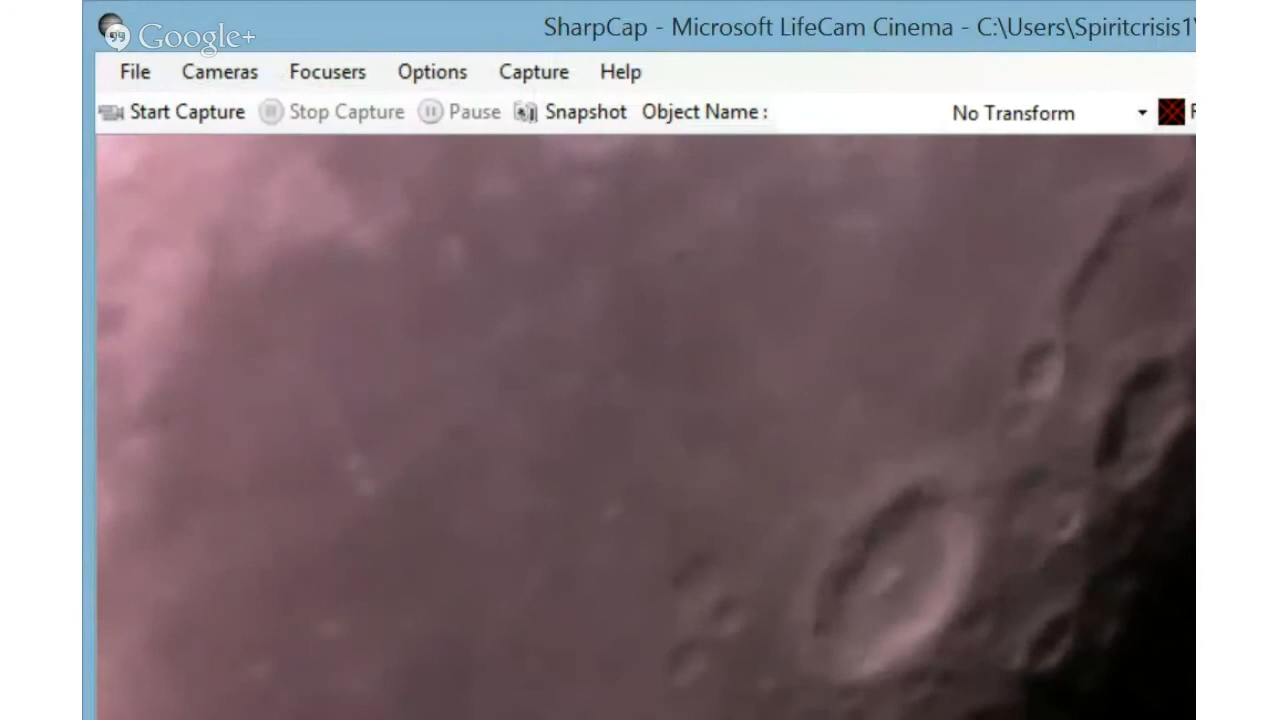 Google+
SharpCap - Microsoft LifeCam Cinema - C:\Users\Spiritcrisis1\
File Cameras Focusers Options Capture Help
Start Capture Stop Capture Pause Snapshot Object Name : No Transform